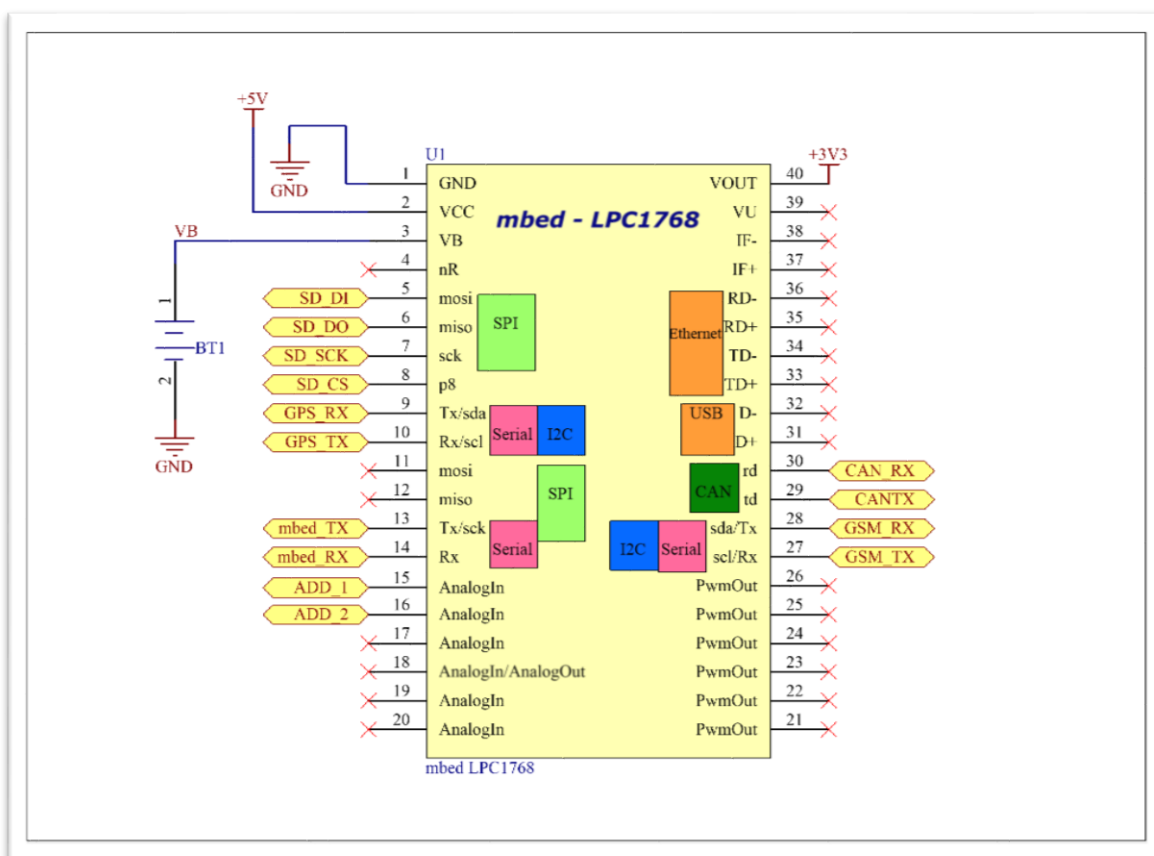 +5V
GND
U1
+3V3
1 GND VOUT 40
2 VCC VU 39
mbed - LPC1768
VB 3 VB IF- 38
4 nR IF+ 37
SD_DI 5 mosi RD- 36
SD_DO 6 miso SPI Ethernet RD+ 35
SD_SCK 7 sck TD- 34
SD_CS 8 p8 TD+ 33
GPS_RX 9 Tx/sda USB D- 32
GPS_TX 10 Rx/scl Serial I2C D+ 31
11 mosi rd 30 CAN_RX
12 miso SPI CAN td 29 CANTX
mbed_TX 13 Tx/sck sda/Tx 28 GSM_RX
mbed_RX 14 Rx Serial I2C Serial scl/Rx 27 GSM_TX
ADD_1 15 AnalogIn PwmOut 26
ADD_2 16 AnalogIn PwmOut 25
17 AnalogIn PwmOut 24
18 AnalogIn/AnalogOut PwmOut 23
19 AnalogIn PwmOut 22
20 AnalogIn PwmOut 21
mbed LPC1768
1
BT1
2
GND